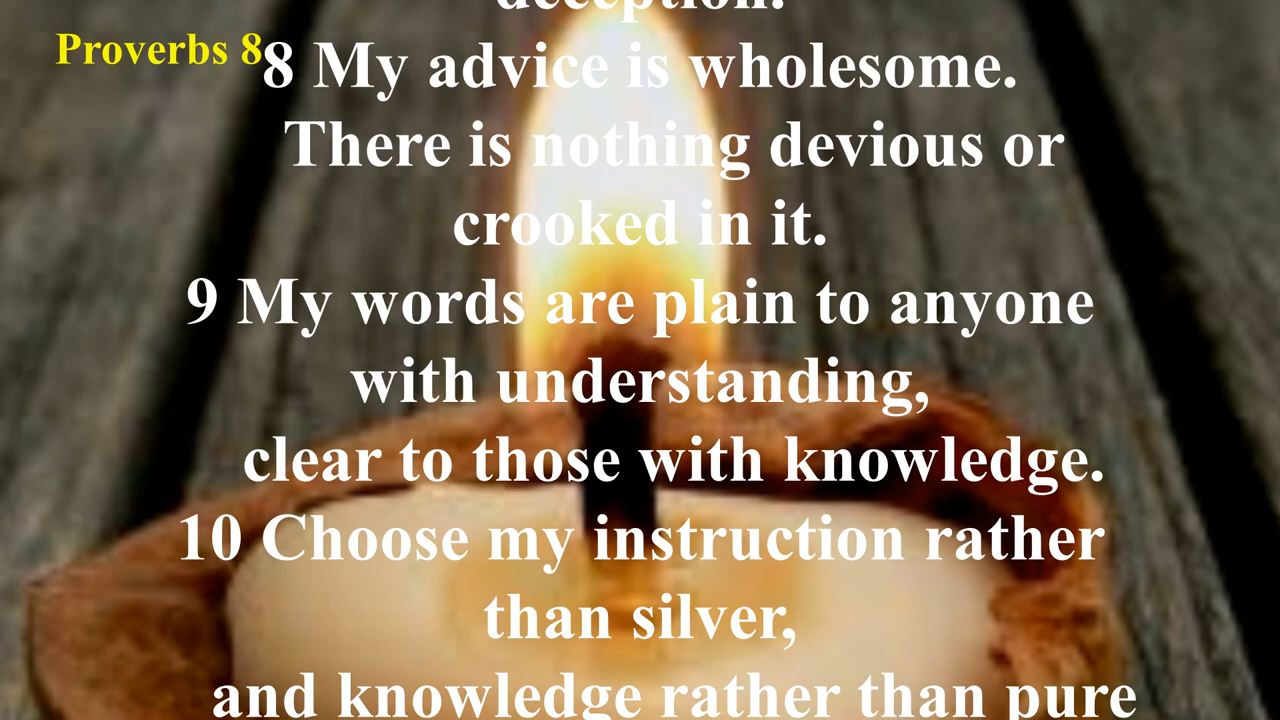 deception.
Proverbs 8
8 My advice is wholesome.
There is nothing devious or
crooked in it.
9 My words are plain to anyone
with understanding,
clear to those with knowledge.
10 Choose my instruction rather
than silver,
and knowledge rather than pure